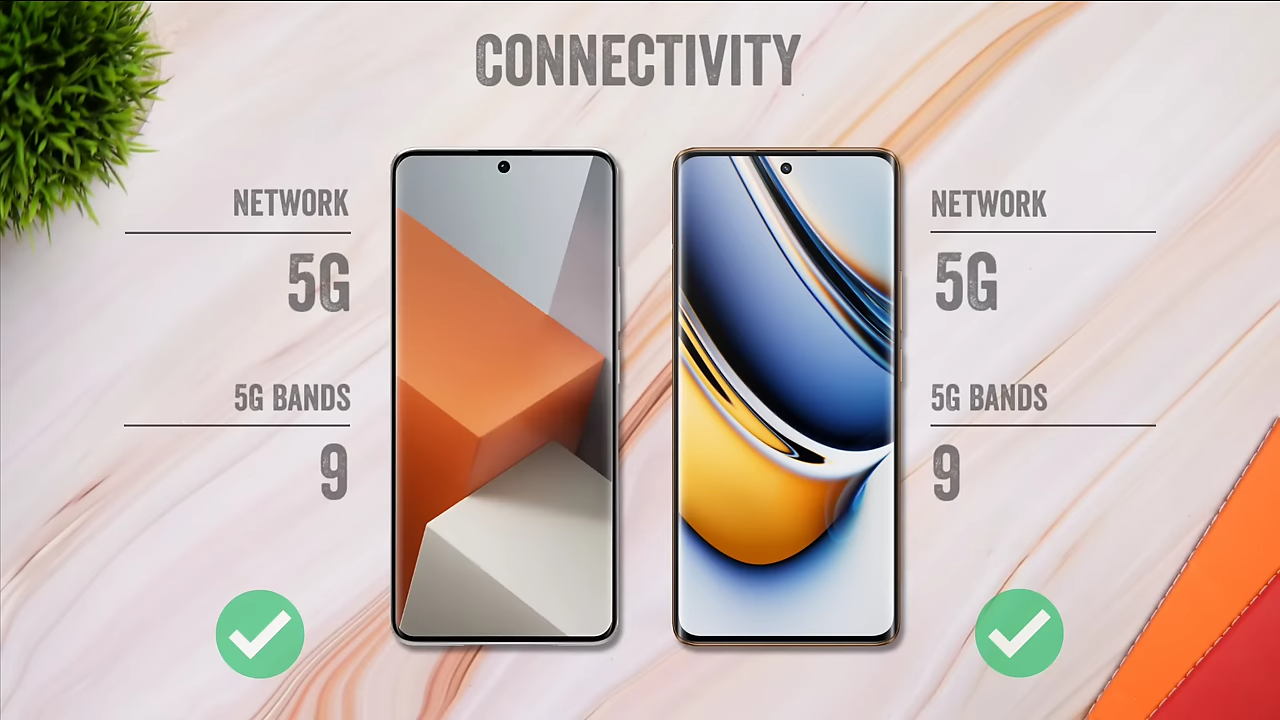 CONNECTIVITY
NETWORK
5G
5G BANDS
9
NETWORK
5G
5G BANDS
9